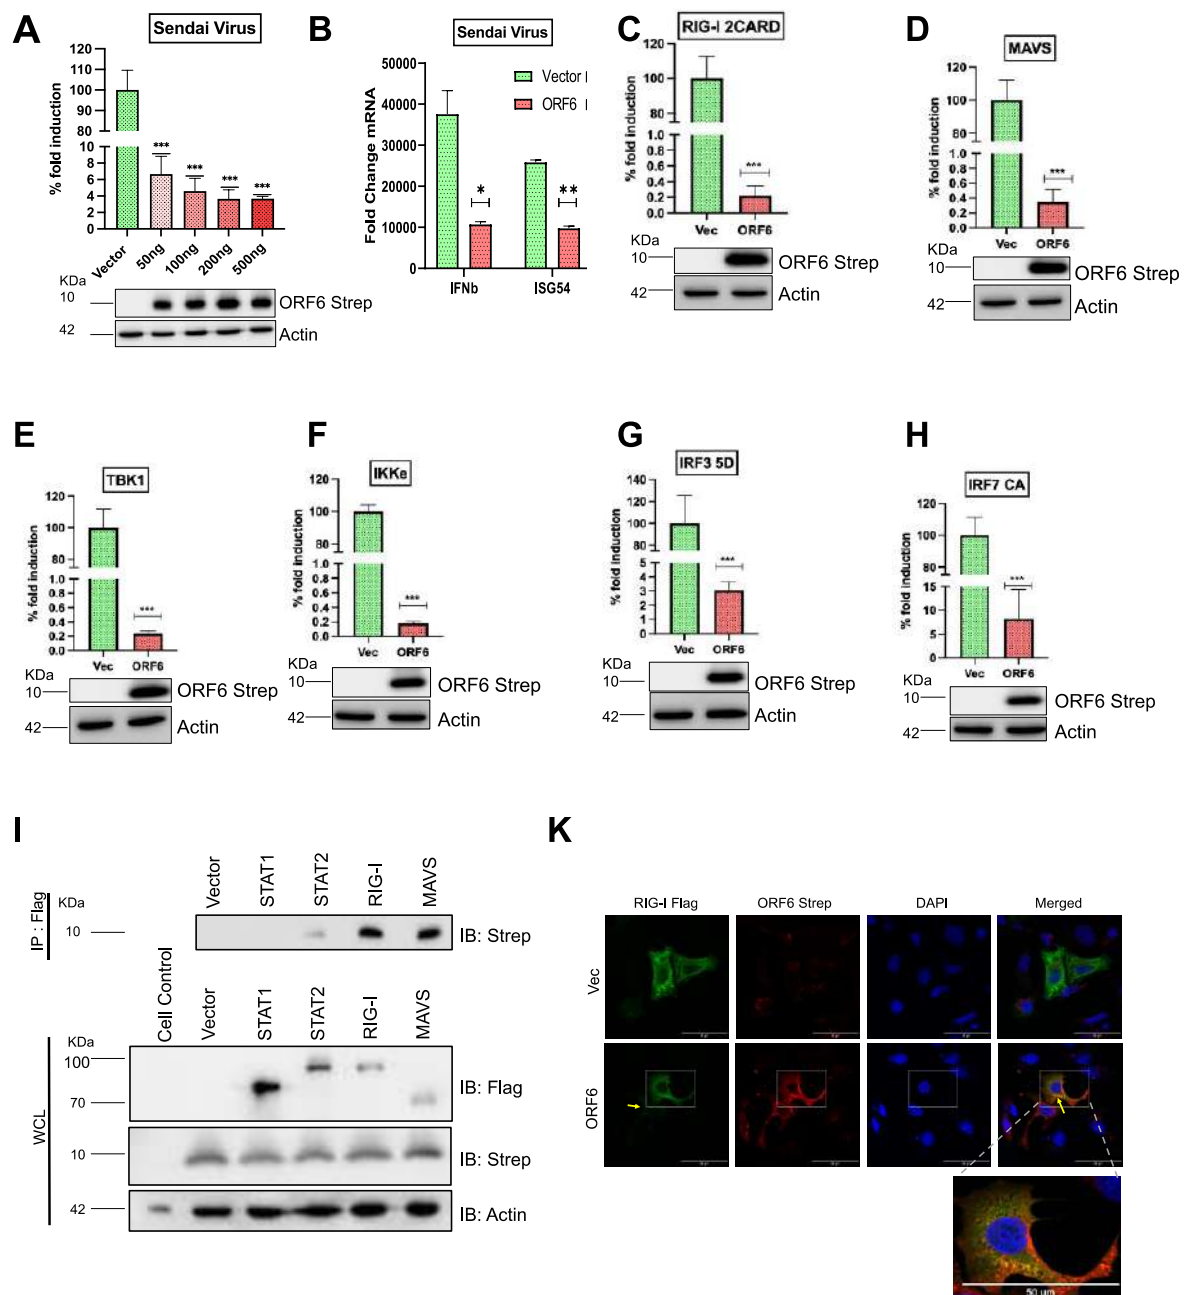 A
Sendai Virus
% fold induction
120
110
100
90
80
6
4
2
0
***
***
***
***
Vector
50ng
100ng
200ng
500ng
KDa
10
ORF6 Strep
42
Actin
B
Sendai Virus
Fold Change mRNA
50000
40000
30000
20000
10000
0
Vector
ORF6
*
**
IFNb
ISG54
C
RIG-I 2CARD
% fold induction
120
100
80
1.0
0.8
0.6
0.4
0.2
0.0
***
Vec
ORF6
KDa
10
ORF6 Strep
42
Actin
D
MAVS
% fold induction
120
100
80
1.0
0.8
0.6
0.4
0.2
0.0
***
Vec
ORF6
KDa
10
ORF6 Strep
42
Actin
E
TBK1
% fold induction
120
100
80
1.0
0.8
0.6
0.4
0.2
0.0
***
Vec
ORF6
KDa
10
ORF6 Strep
42
Actin
F
IKKe
% fold induction
120
100
80
1.0
0.8
0.6
0.4
0.2
0.0
***
Vec
ORF6
KDa
10
ORF6 Strep
42
Actin
G
IRF3 5D
% fold induction
140
120
100
80
60
5
4
3
2
1
0
***
Vec
ORF6
KDa
10
ORF6 Strep
42
Actin
H
IRF7 CA
% fold induction
120
100
80
15
10
5
0
***
Vec
ORF6
KDa
10
ORF6 Strep
42
Actin
I
IP : Flag
KDa
Vector
STAT1
STAT2
RIG-I
MAVS
10
IB: Strep
WCL
Cell Control
Vector
STAT1
STAT2
RIG-I
MAVS
KDa
100
70
IB: Flag
10
IB: Strep
42
IB: Actin
K
RIG-I Flag
ORF6 Strep
DAPI
Merged
Vec
ORF6
50 um